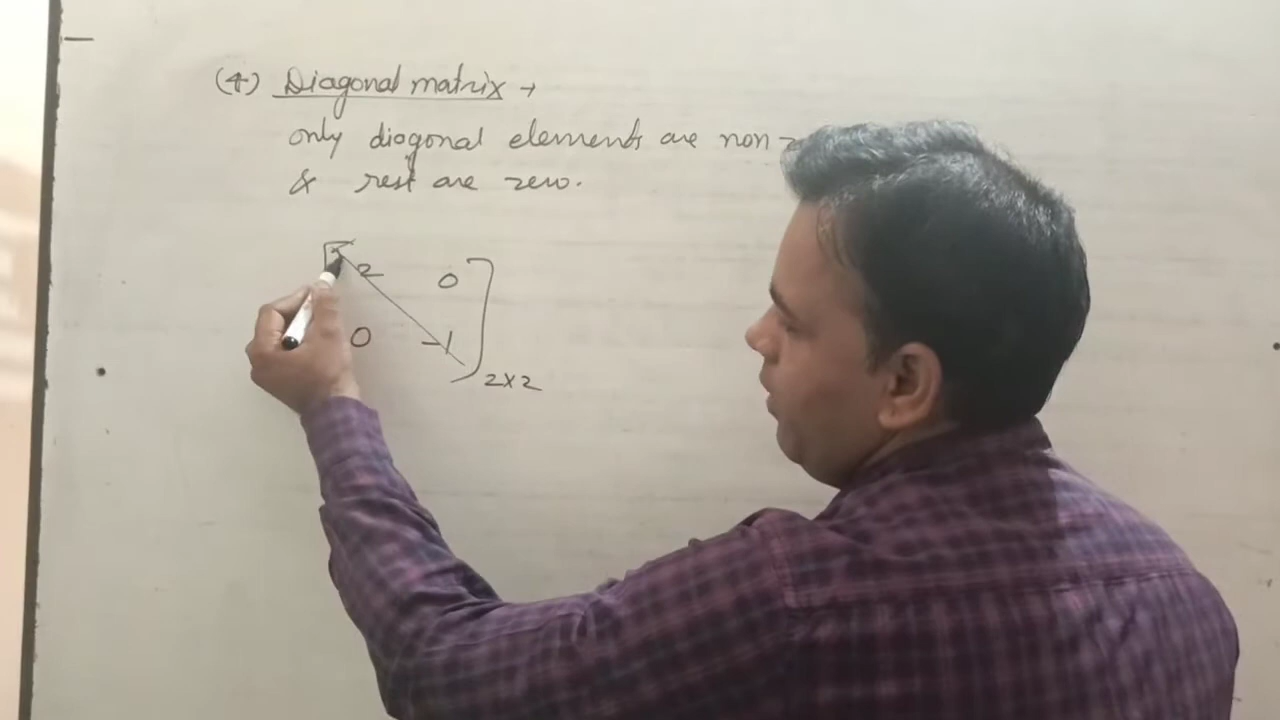 (4) Diagonal matrix →
only diagonal elements are non
& rest are zero.
2 0
0 -1
2x2